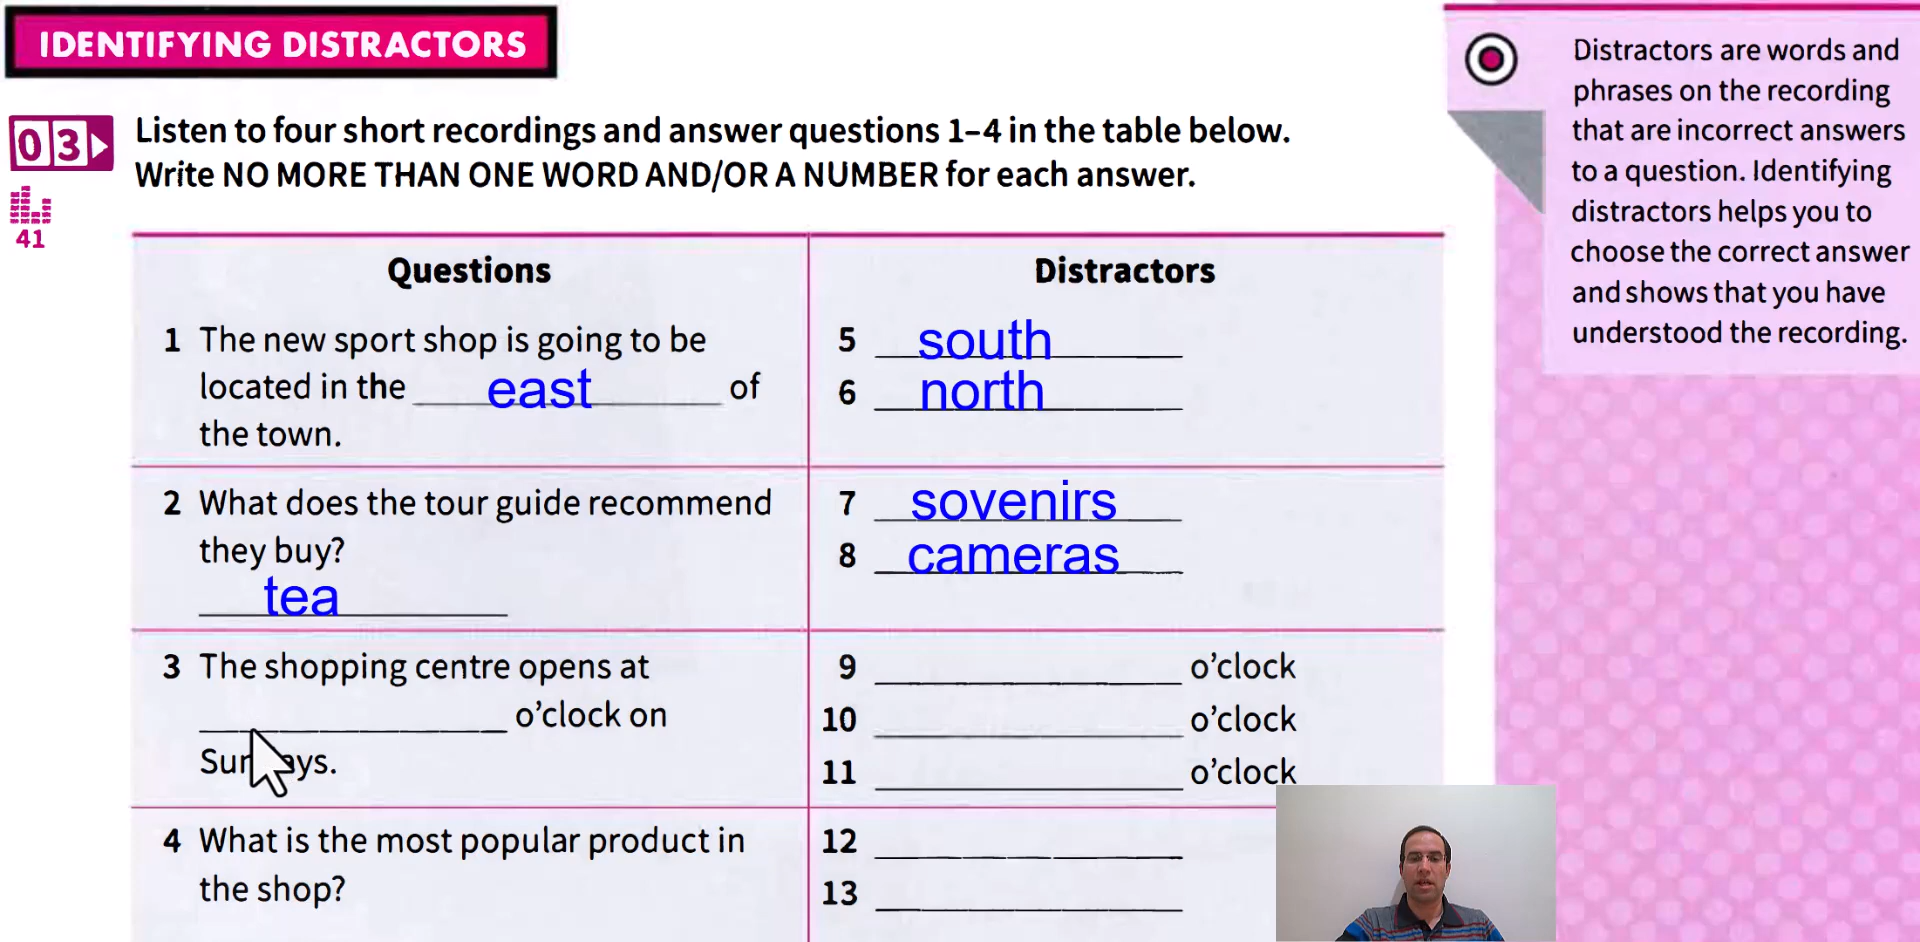 IDENTIFYING DISTRACTORS
03
41
Listen to four short recordings and answer questions 1–4 in the table below.
Write NO MORE THAN ONE WORD AND/OR A NUMBER for each answer.
Questions
1 The new sport shop is going to be
located in the east of
the town.
2 What does the tour guide recommend
they buy?
tea
3 The shopping centre opens at
o'clock on
4 What is the most popular product in
the shop?
Distractors
5 south
6 north
7 sovenirs
8 cameras
9 o'clock
10 o'clock
11 o'clock
12
13
Distractors are words and
phrases on the recording
that are incorrect answers
to a question. Identifying
distractors helps you to
choose the correct answer
and shows that you have
understood the recording.